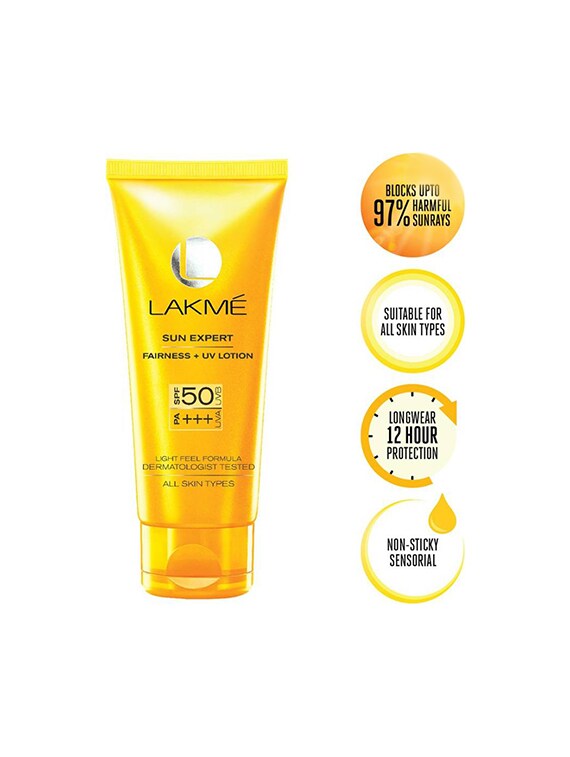 L
LAKMÉ
SUN EXPERT
FAIRNESS + UV LOTION
SPF 50 UVB
PA +++ UVA
LIGHT FEEL FORMULA
DERMATOLOGIST TESTED
ALL SKIN TYPES
BLOCKS UPTO
97% HARMFUL
SUNRAYS
SUITABLE FOR
ALL SKIN TYPES
LONGWEAR
12 HOUR
PROTECTION
NON-STICKY
SENSORIAL